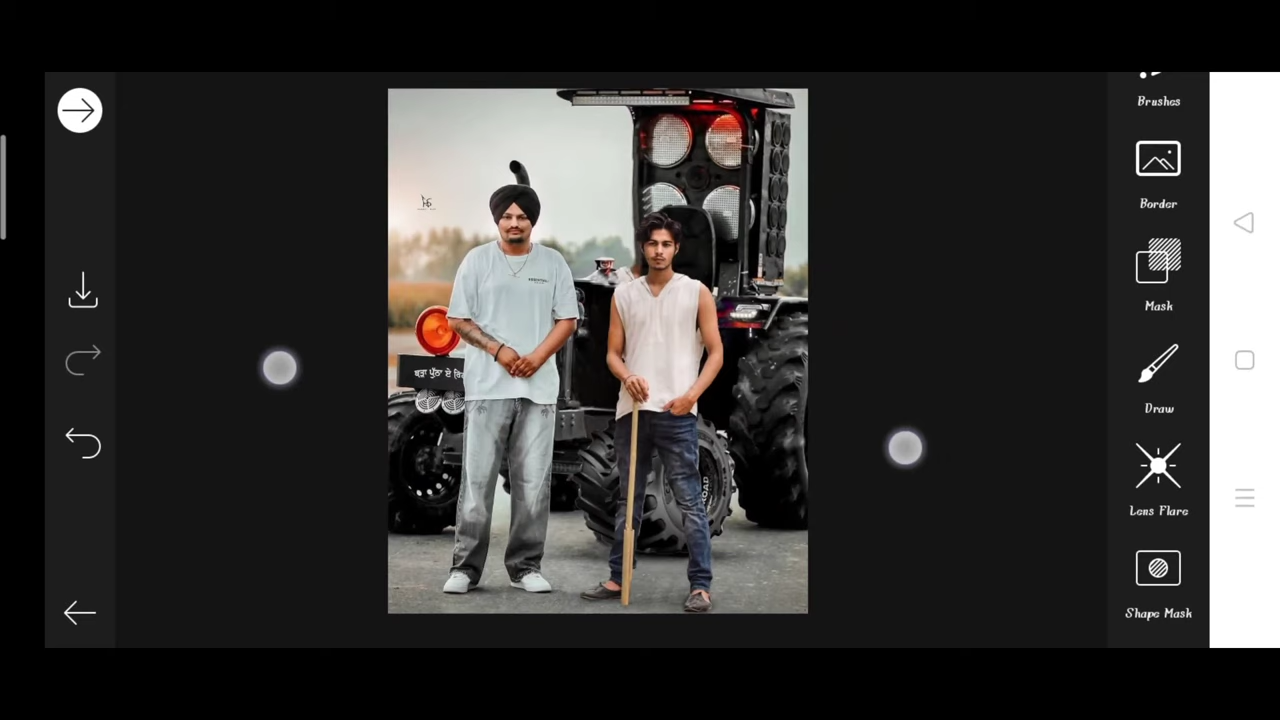 Brushes
Border
Mask
ਬੜਾ ਪੁੱਠਾ ਏ
Draw
Lens Flare
Shape Mask